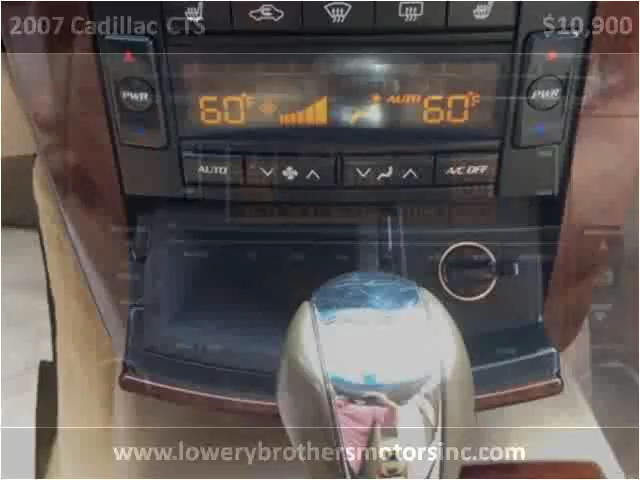 2007 Cadillac CTS $10,900
60°F AUTO 60°F
PWR PWR
AUTO A/C OFF
www.lowerybrothersmotorsinc.com